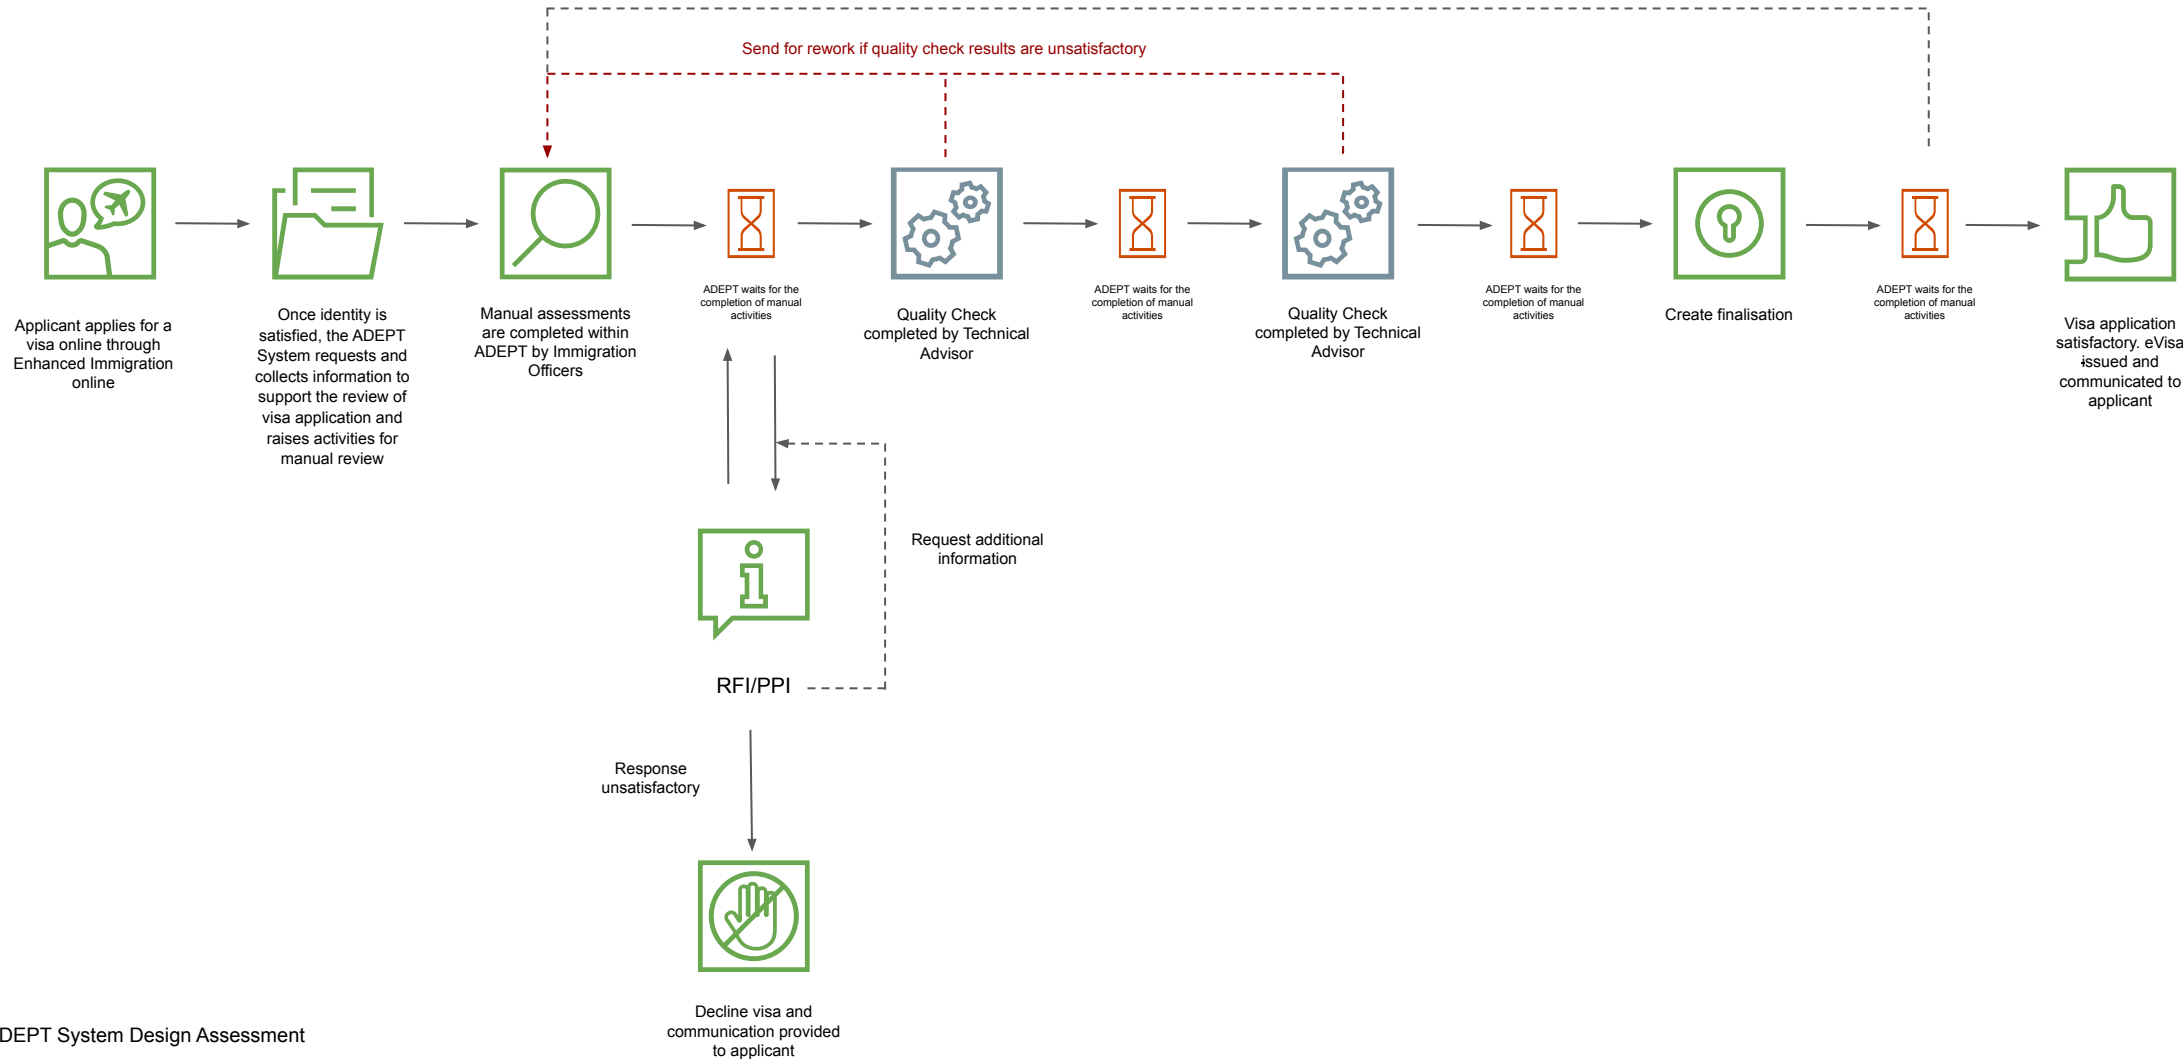 Send for rework if quality check results are unsatisfactory
Applicant applies for a
visa online through
Enhanced Immigration
online
Once identity is
satisfied, the ADEPT
System requests and
collects information to
support the review of
visa application and
raises activities for
manual review
Manual assessments
are completed within
ADEPT by Immigration
Officers
ADEPT waits for the
completion of manual
activities
Quality Check
completed by Technical
Advisor
ADEPT waits for the
completion of manual
activities
Quality Check
completed by Technical
Advisor
ADEPT waits for the
completion of manual
activities
Create finalisation
ADEPT waits for the
completion of manual
activities
Visa application
satisfactory. eVisa
issued and
communicated to
applicant
Request additional
information
RFI/PPI
Response
unsatisfactory
Decline visa and
communication provided
to applicant
DEPT System Design Assessment